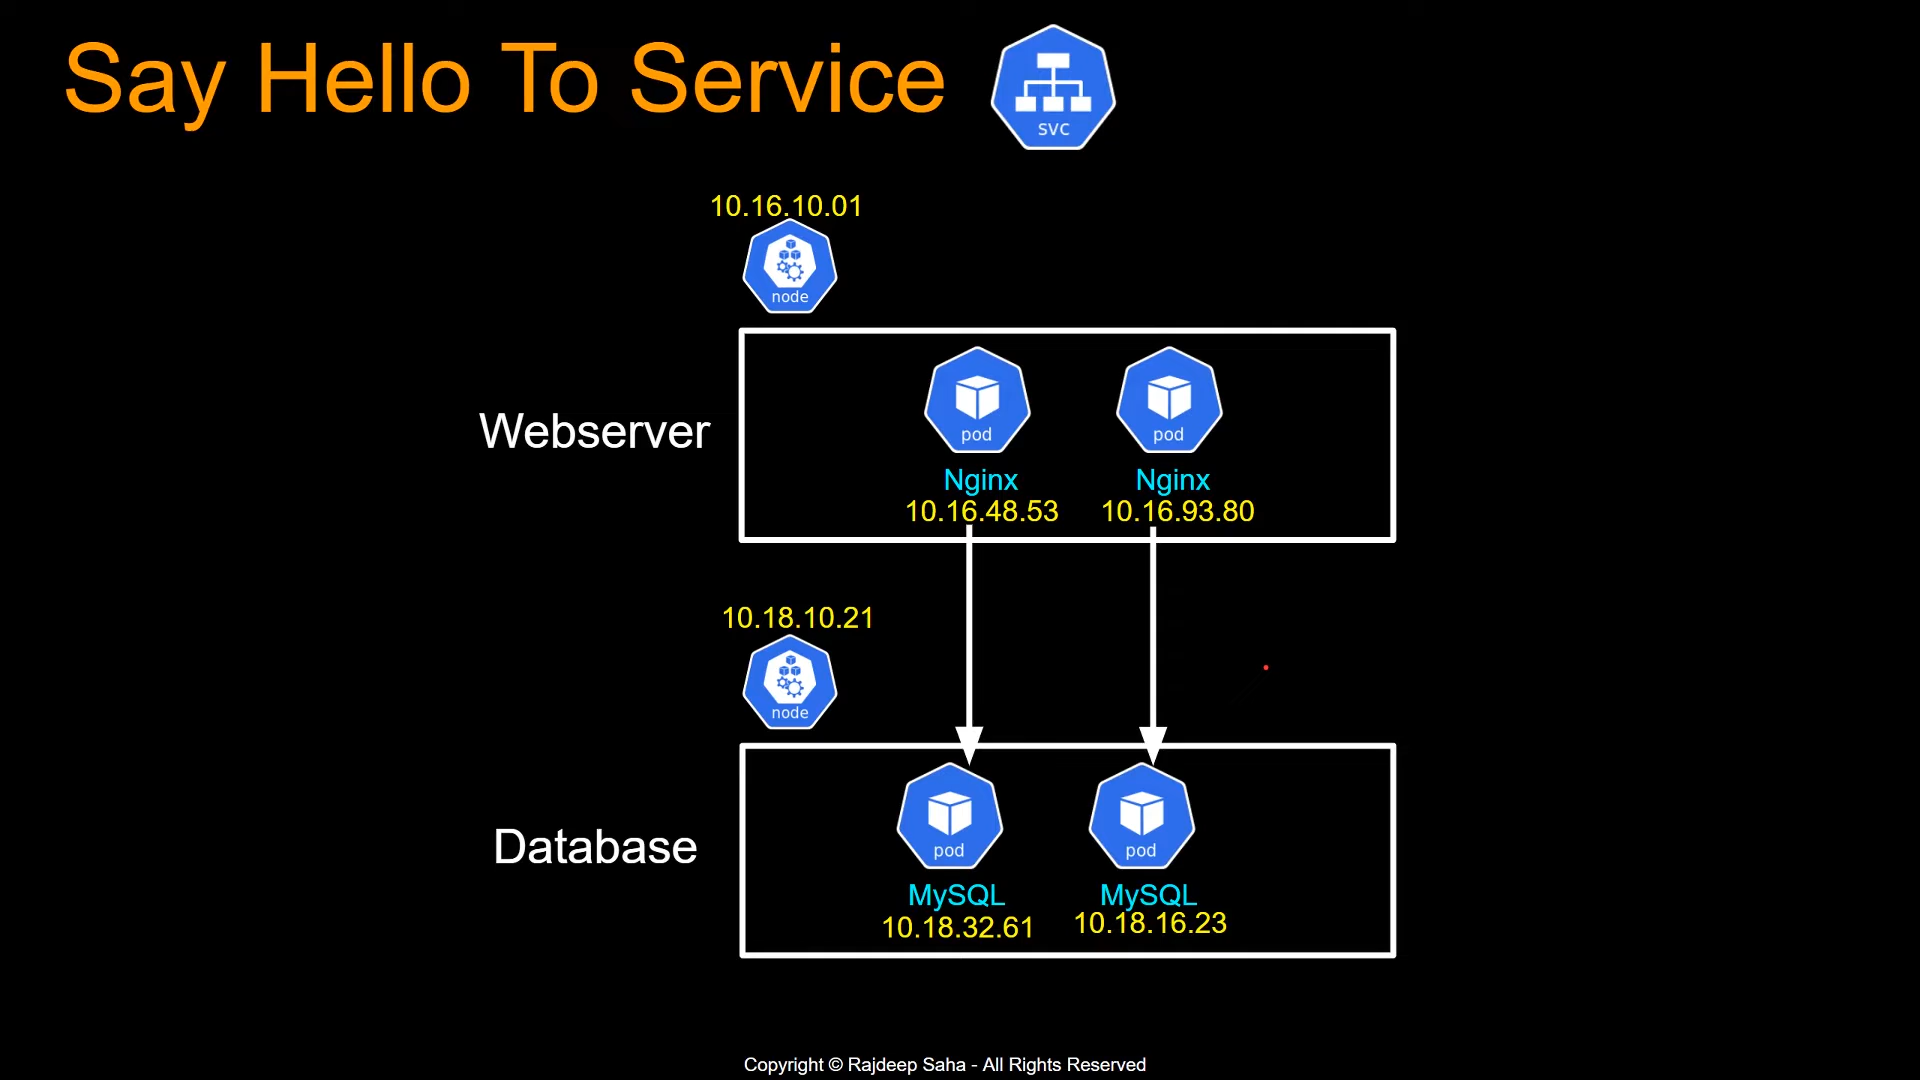 Say Hello To Service
svc
10.16.10.01
node
Webserver
pod
pod
Nginx
Nginx
10.16.48.53
10.16.93.80
10.18.10.21
node
Database
pod
pod
MySQL
MySQL
10.18.32.61
10.18.16.23
Copyright © Rajdeep Saha - All Rights Reserved